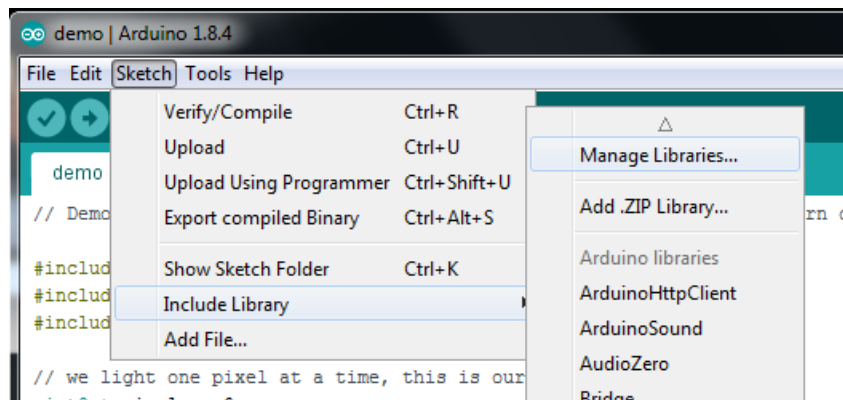 demo | Arduino 1.8.4
File Edit Sketch Tools Help
Verify/Compile Ctrl+R
Upload Ctrl+U
Upload Using Programmer Ctrl+Shift+U
Export compiled Binary Ctrl+Alt+S
Show Sketch Folder Ctrl+K
Include Library
Add File...
Manage Libraries...
Add .ZIP Library...
Arduino libraries
ArduinoHttpClient
ArduinoSound
AudioZero
Bridge
demo
// Demo
#includ
#includ
#includ
// we light one pixel at a time, this is our